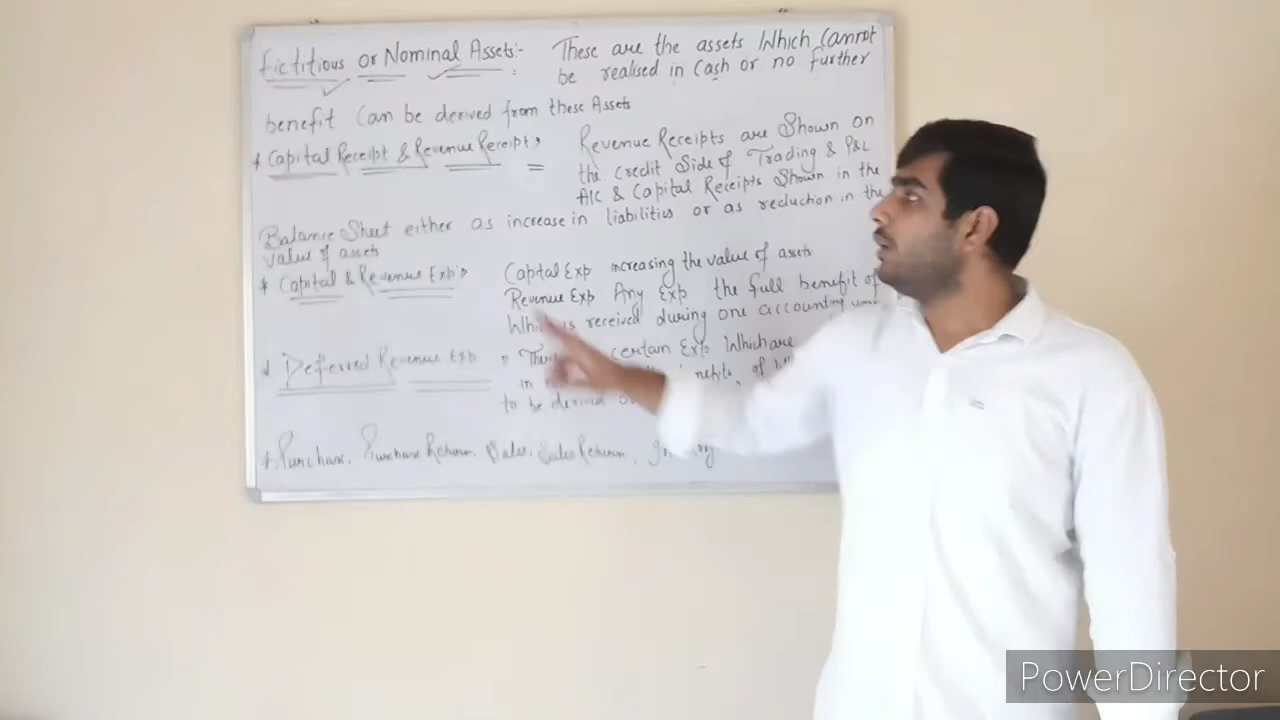 Fictitious or Nominal Assets:- These are the assets Which Cannot
be realised in Cash or no further
benefit Can be derived from these Assets
* Capital Receipt & Revenue Receipt, Revenue Receipts are Shown on
the credit Side of Trading & P&L
A/C & Capital Receipts Shown in the
Balance Sheet either as increase in liabilities or as reduction in the
value of assets
* Capital & Revenue Exp:, Capital Exp increasing the value of assets
Revenue Exp Any Exp the full benefit of
Which is received during one accounting
* Deferred Revenue Exp certain Exp Which are
in of
to be derived
* Purchase, Purchase Return, Sales, Sales Return,
PowerDirector